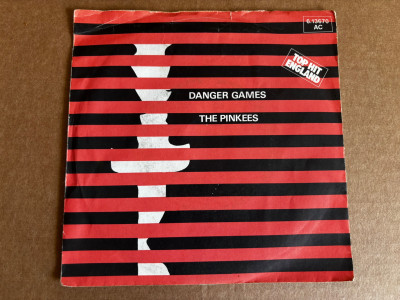 6.13670
AC
TOP HIT
ENGLAND
DANGER GAMES
THE PINKEES